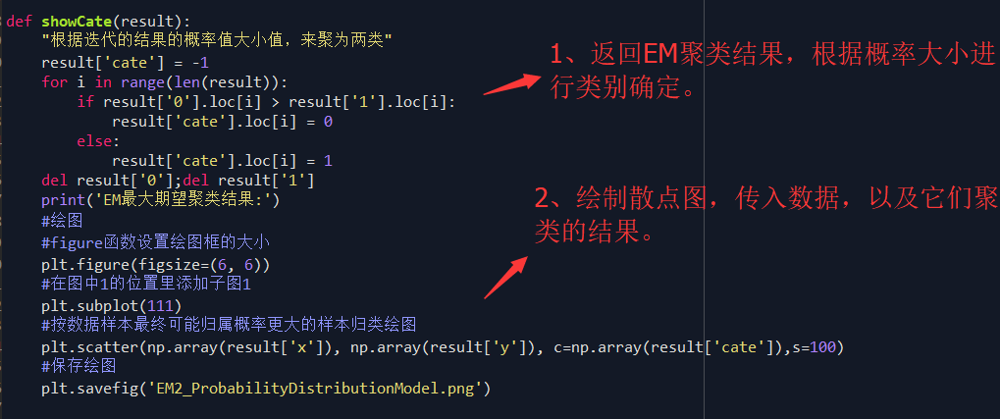 def showCate(result):
"根据迭代的结果的概率值大小值，来聚为两类"
result['cate'] = -1
for i in range(len(result)):
if result['0'].loc[i] > result['1'].loc[i]:
result['cate'].loc[i] = 0
else:
result['cate'].loc[i] = 1
del result['0'];del result['1']
print('EM最大期望聚类结果:')
#绘图
#figure函数设置绘图框的大小
plt.figure(figsize=(6, 6))
#在图中1的位置里添加子图1
plt.subplot(111)
#按数据样本最终可能归属概率更大的样本归类绘图
plt.scatter(np.array(result['x']), np.array(result['y']), c=np.array(result['cate']),s=100)
#保存绘图
plt.savefig('EM2_ProbabilityDistributionModel.png')
1、返回EM聚类结果，根据概率大小进
行类别确定。
2、绘制散点图，传入数据，以及它们聚
类的结果。